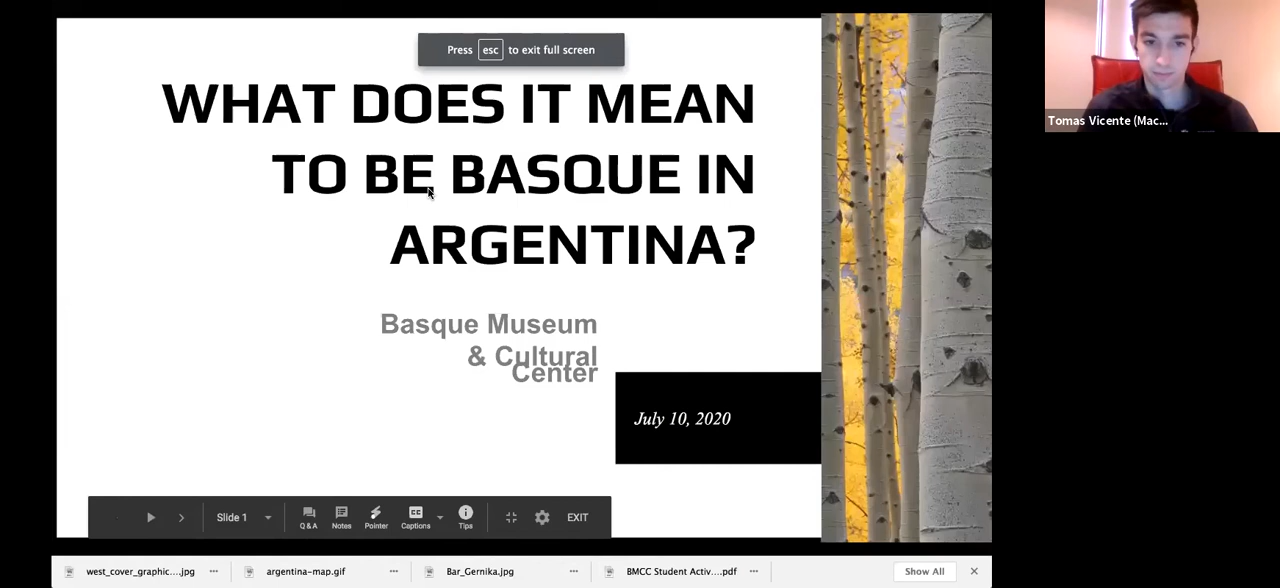 Press esc to exit full screen
WHAT DOES IT MEAN
TO BE BASQUE IN
ARGENTINA?
Basque Museum
& Cultural
Center
July 10, 2020
Tomas Vicente (Mac...
Slide 1
Q & A
Notes
Pointer
Captions
Tips
EXIT
west_cover_graphic....jpg
argentina-map.gif
Bar_Gernika.jpg
BMCC Student Activ....pdf
Show All